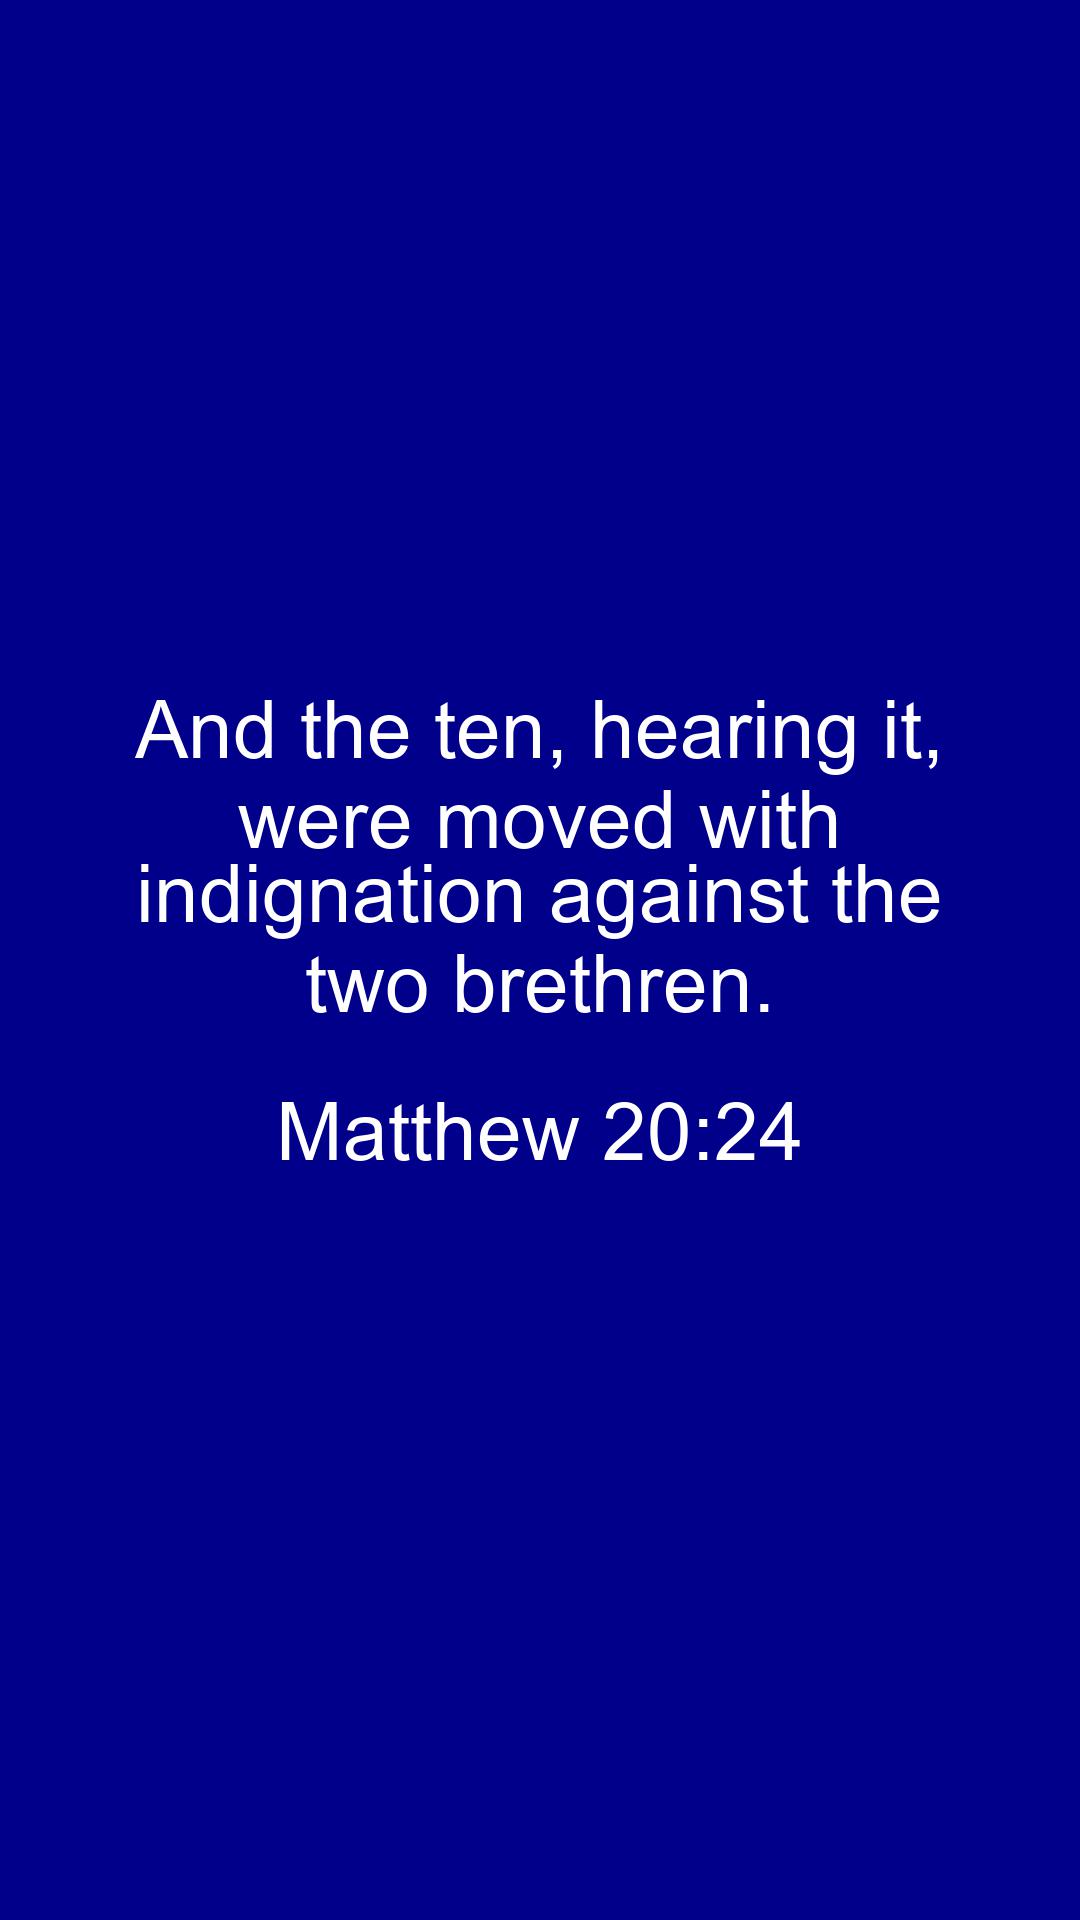 And the ten, hearing it,
were moved with
indignation against the
two brethren.
Matthew 20:24